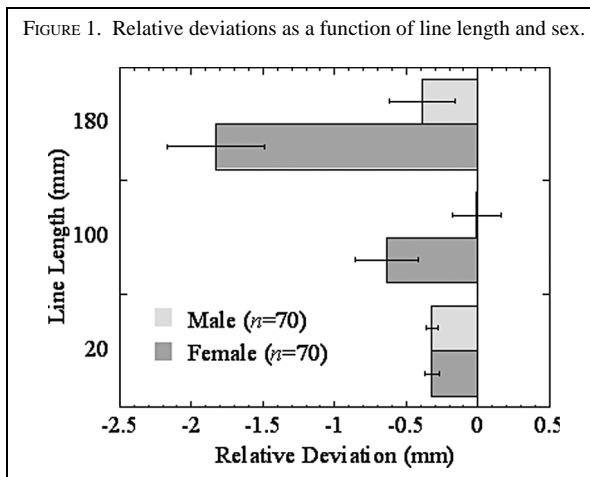 FIGURE 1. Relative deviations as a function of line length and sex.
180
100
20
Line Length (mm)
Male (n=70)
Female (n=70)
-2.5 -2 -1.5 -1 -0.5 0 0.5
Relative Deviation (mm)